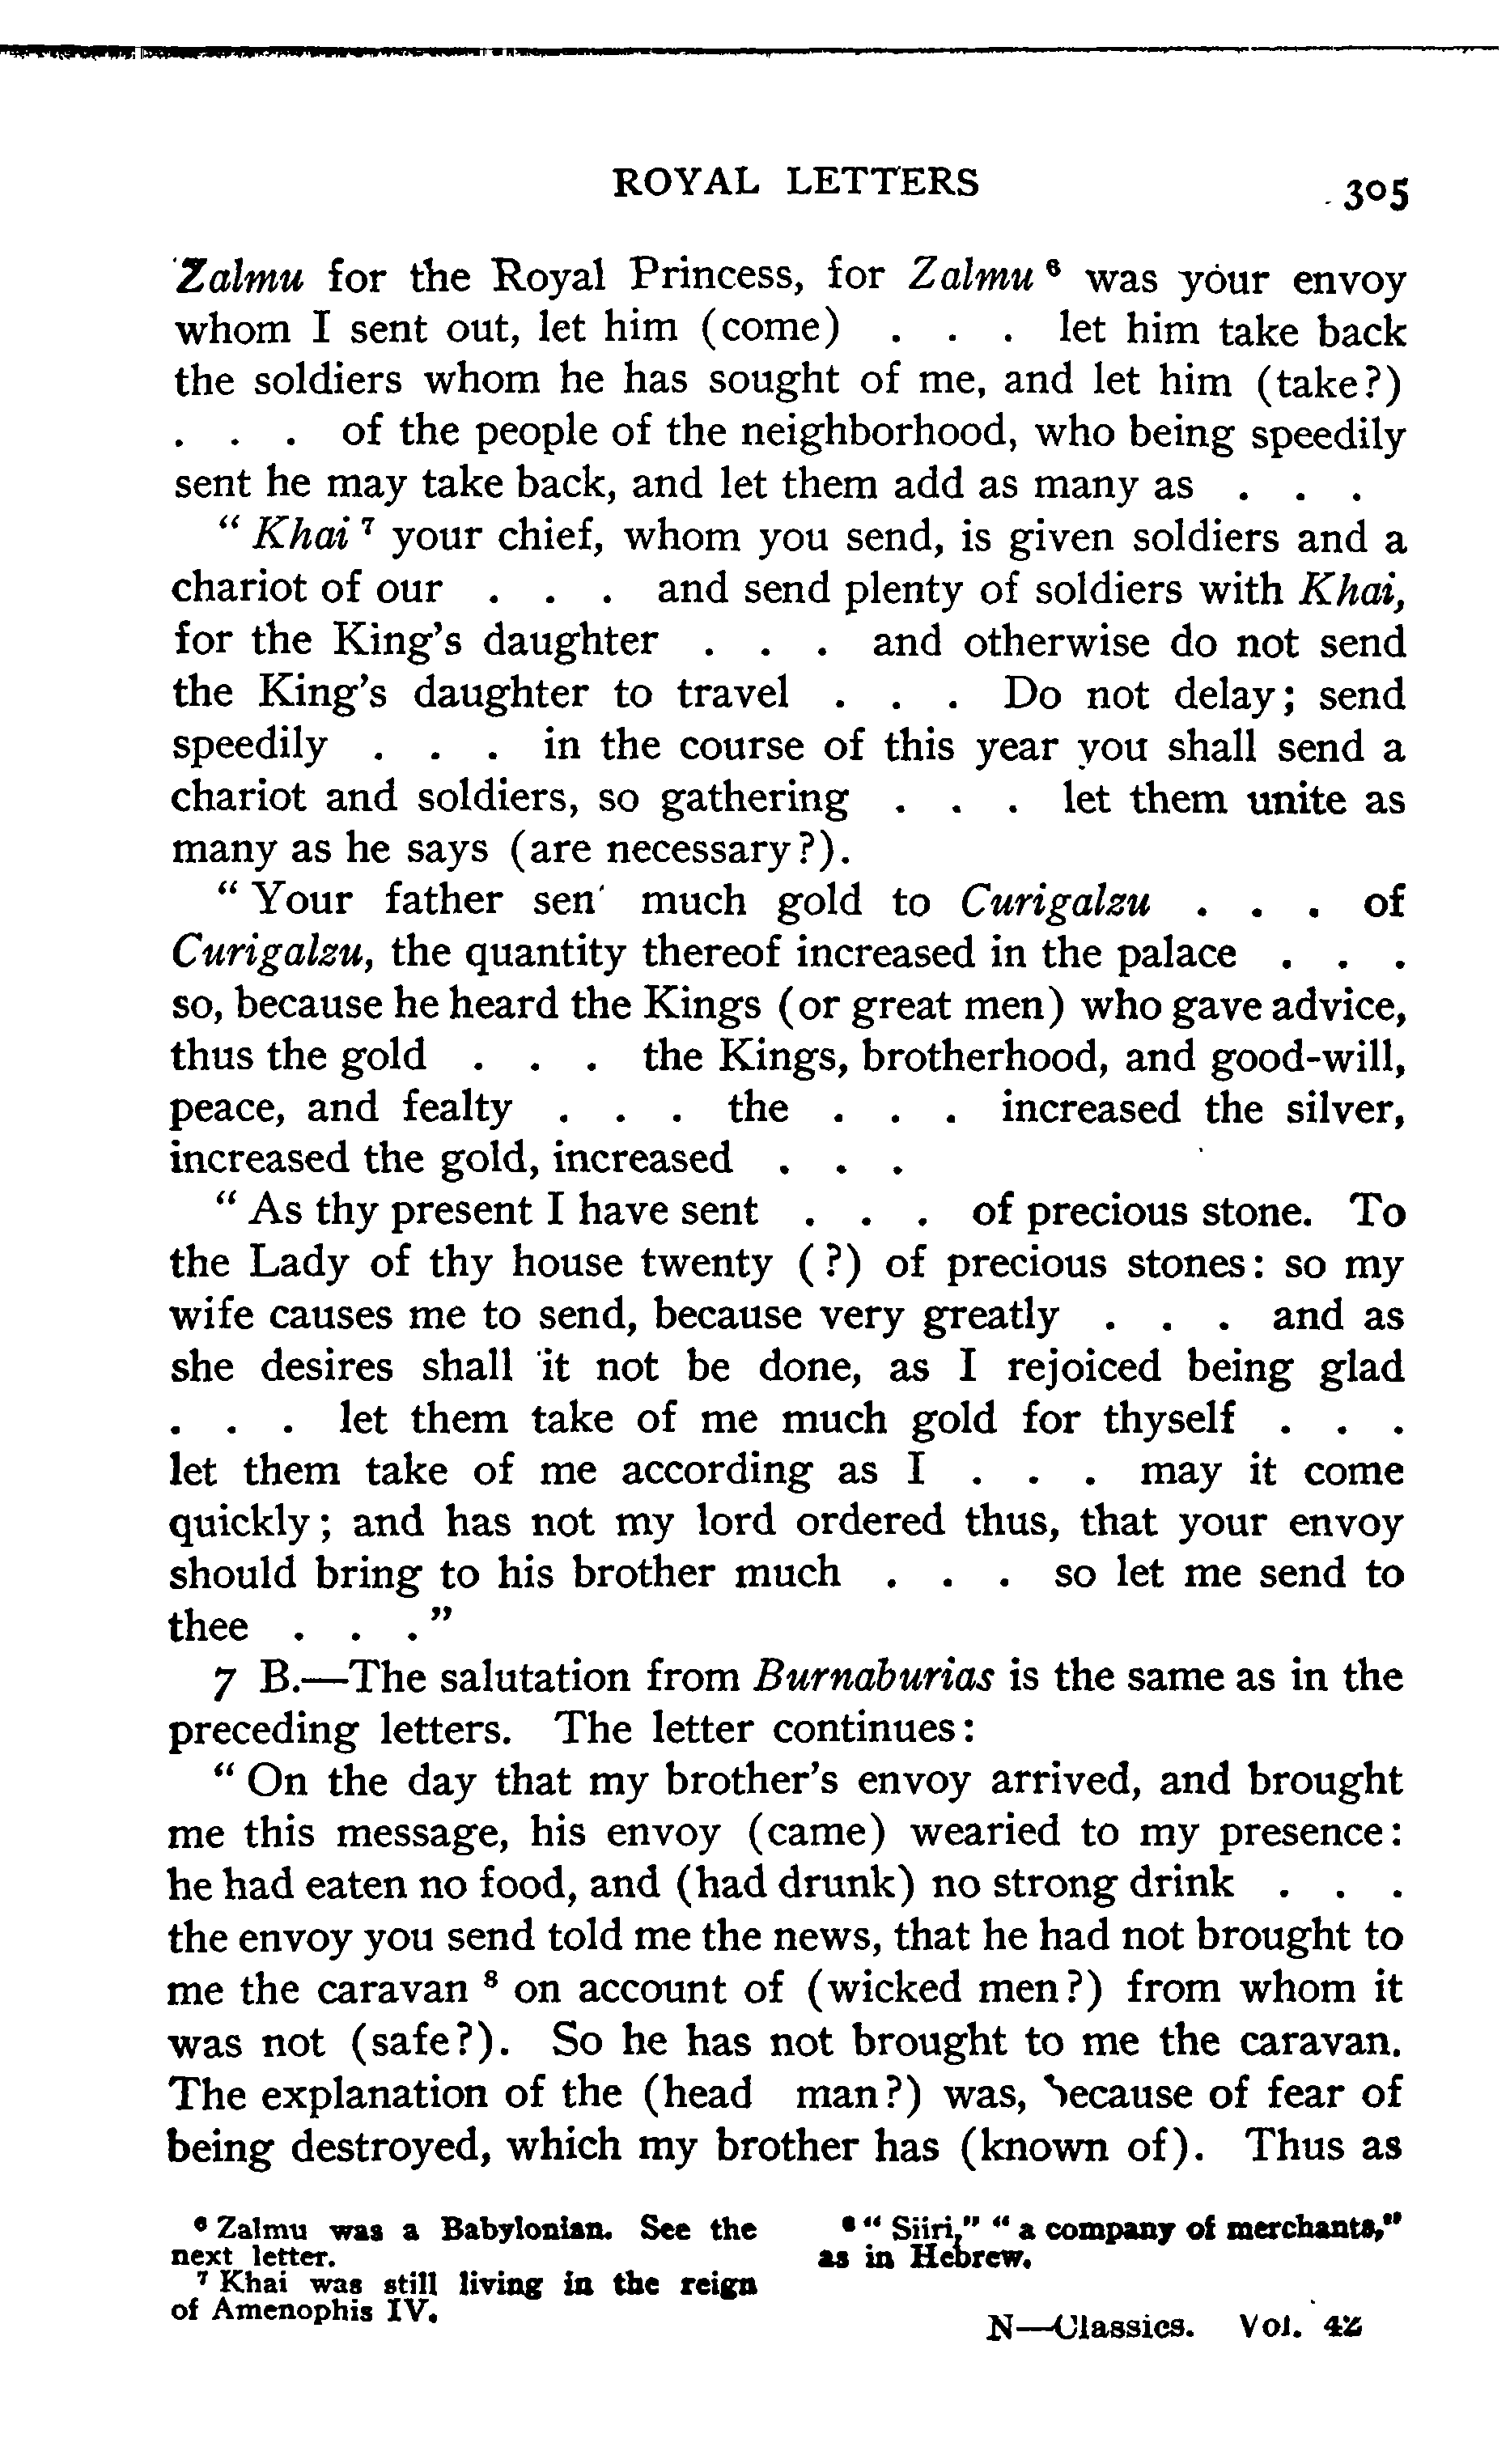 ROYAL LETTERS 305
Zalmu for the Royal Princess, for Zalmu ⁶ was your envoy
whom I sent out, let him (come) . . . let him take back
the soldiers whom he has sought of me, and let him (take?)
. . . of the people of the neighborhood, who being speedily
sent he may take back, and let them add as many as . . .
“ Khai ⁷ your chief, whom you send, is given soldiers and a
chariot of our . . . and send plenty of soldiers with Khai,
for the King's daughter . . . and otherwise do not send
the King's daughter to travel . . . Do not delay; send
speedily . . . in the course of this year you shall send a
chariot and soldiers, so gathering . . . let them unite as
many as he says (are necessary?).
“ Your father sen' much gold to Curigalzu . . . of
Curigalzu, the quantity thereof increased in the palace . . .
so, because he heard the Kings (or great men) who gave advice,
thus the gold . . . the Kings, brotherhood, and good-will,
peace, and fealty . . . the . . . increased the silver,
increased the gold, increased . . .
“ As thy present I have sent . . . of precious stone. To
the Lady of thy house twenty (?) of precious stones: so my
wife causes me to send, because very greatly . . . and as
she desires shall it not be done, as I rejoiced being glad
. . . let them take of me much gold for thyself . . .
let them take of me according as I . . . may it come
quickly; and has not my lord ordered thus, that your envoy
should bring to his brother much . . . so let me send to
thee . . .”
7 B.—The salutation from Burnaburias is the same as in the
preceding letters. The letter continues:
“ On the day that my brother's envoy arrived, and brought
me this message, his envoy (came) wearied to my presence:
he had eaten no food, and (had drunk) no strong drink . . .
the envoy you send told me the news, that he had not brought to
me the caravan ⁸ on account of (wicked men?) from whom it
was not (safe?). So he has not brought to me the caravan.
The explanation of the (head man?) was, because of fear of
being destroyed, which my brother has (known of). Thus as
⁶ Zalmu was a Babylonian. See the
next letter.
⁷ Khai was still living in the reign
of Amenophis IV.
⁸ “ Siiri,” “ a company of merchants,”
as in Hebrew.
N—Classics. Vol. 42